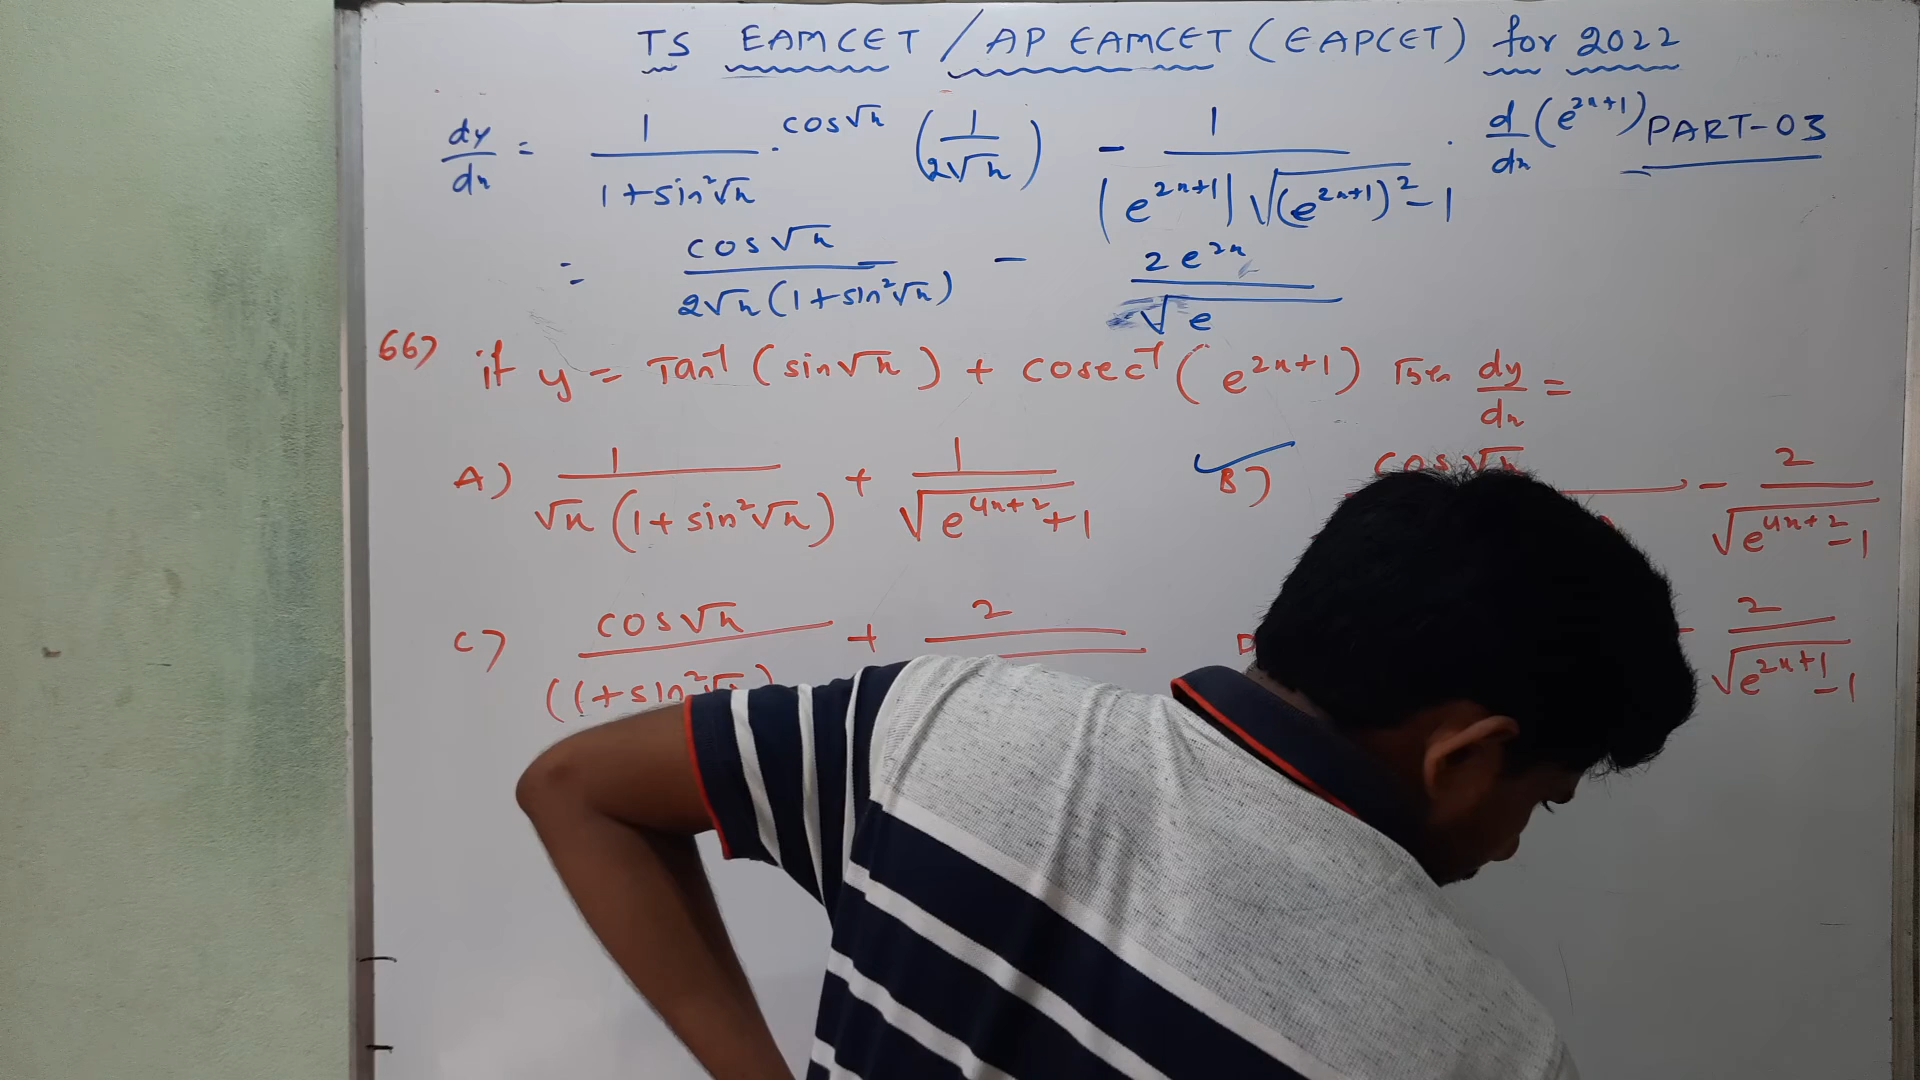 TS EAMCET / AP EAMCET (EAPCET) for 2022
PART-03
dy/dx = 1/(1+sin²√x) · cos√x (1/(2√x)) - 1/(|e^(2x+1)| √((e^(2x+1))²-1)) · d/dx (e^(2x+1))
= cos√x/(2√x(1+sin²√x)) - 2e^(2x)/√e
66) if y = Tan⁻¹ (sin√x) + cosec⁻¹ (e^(2x+1)) Then dy/dx =
A) 1/(√x (1+sin²√x)) + 1/√(e^(4x+2)+1)
B) cos√x - 2/√(e^(4x+2)-1)
C) cos√x/((1+sin²√x) + 2
D - 2/√(e^(2x+1)-1)